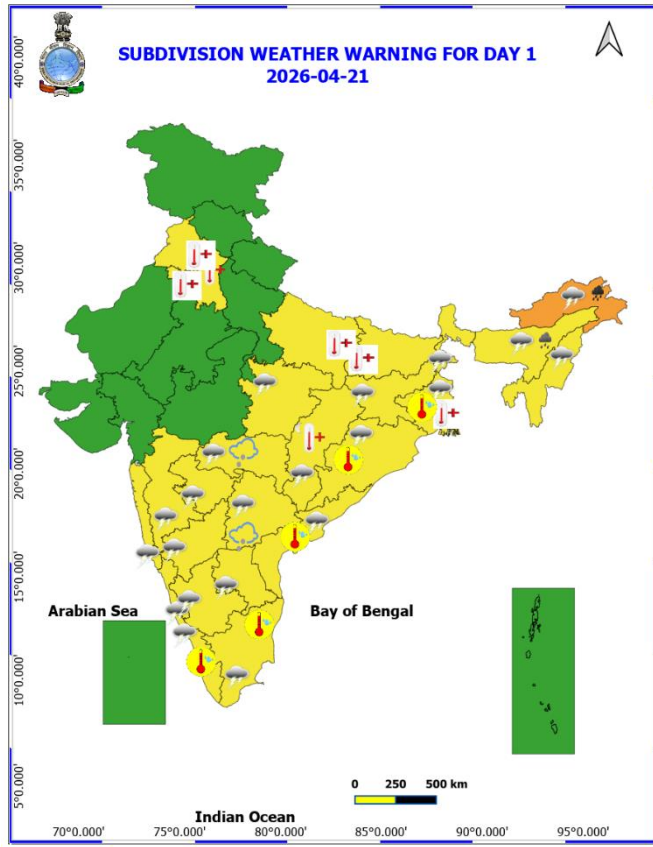 SUBDIVISION WEATHER WARNING FOR DAY 1
2026-04-21
40°0.000'
35°0.000'
30°0.000'
25°0.000'
20°0.000'
15°0.000'
10°0.000'
5°0.000'
Arabian Sea
Bay of Bengal
0 250 500 km
Indian Ocean
70°0.000' 75°0.000' 80°0.000' 85°0.000' 90°0.000' 95°0.000'